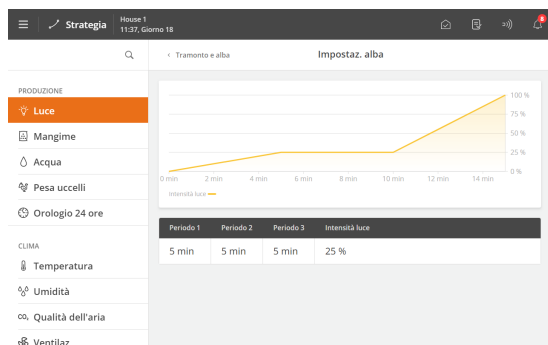 Strategia
House 1
11:37, Giorno 18
8
Tramonto e alba
Impostaz. alba
PRODUZIONE
Luce
Mangime
Acqua
Pesa uccelli
Orologio 24 ore
CLIMA
Temperatura
Umidità
CO₂ Qualità dell'aria
Ventilaz
100 %
75 %
50 %
25 %
0 %
0 min 2 min 4 min 6 min 8 min 10 min 12 min 14 min
Intensità luce
Periodo 1 Periodo 2 Periodo 3 Intensità luce
5 min 5 min 5 min 25 %